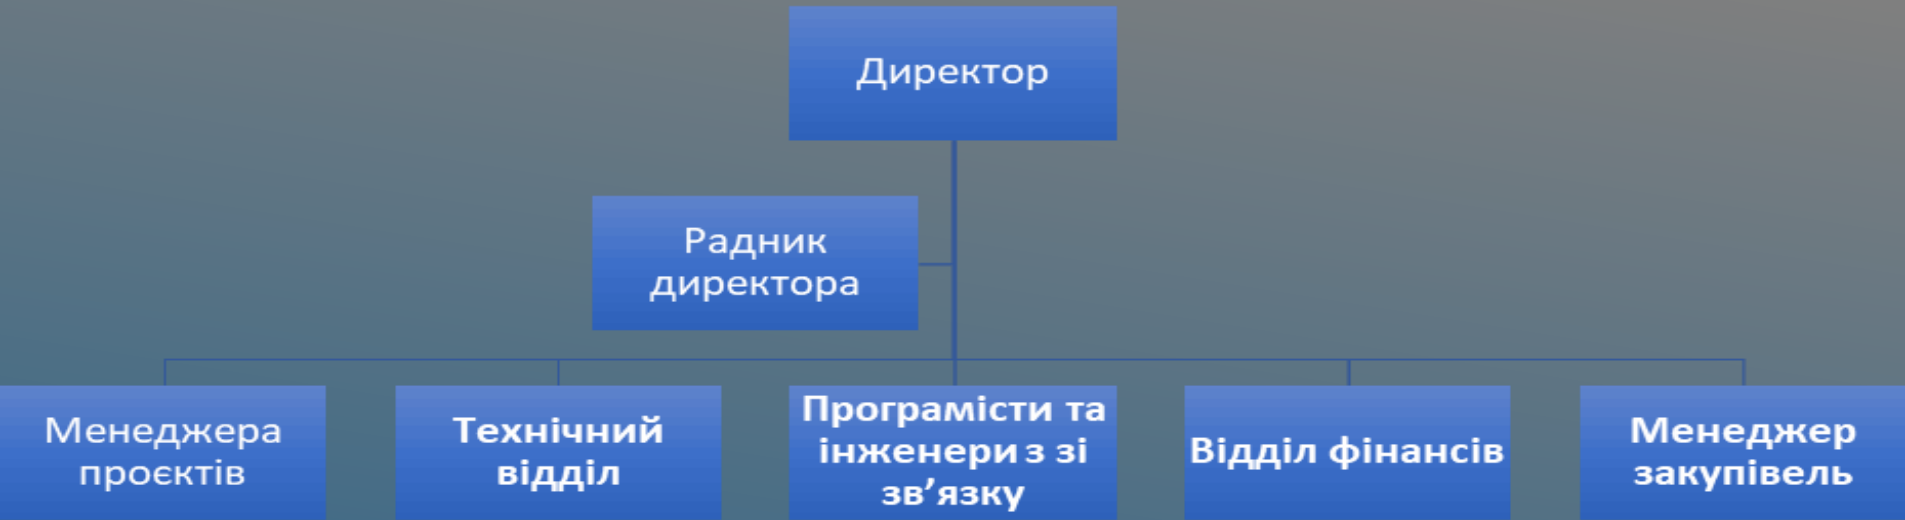 Директор
Радник
директора
Менеджера
проєктів
Технічний
відділ
Програмісти та
інженери з зі
зв’язку
Відділ фінансів
Менеджер
закупівель